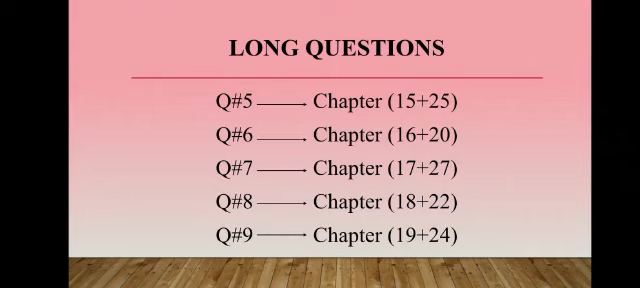 LONG QUESTIONS
Q#5 → Chapter (15+25)
Q#6 → Chapter (16+20)
Q#7 → Chapter (17+27)
Q#8 → Chapter (18+22)
Q#9 → Chapter (19+24)